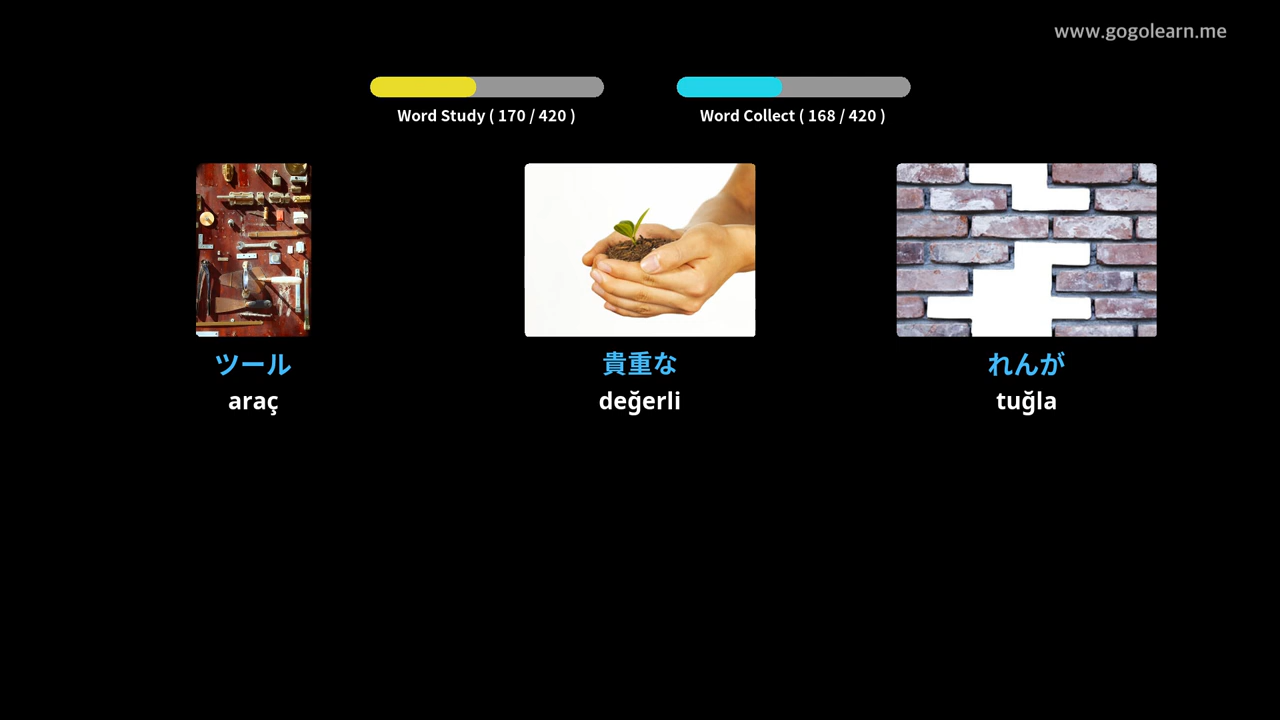 www.gogolearn.me
Word Study ( 170 / 420 )
Word Collect ( 168 / 420 )
ツール
araç
貴重な
değerli
れんが
tuğla